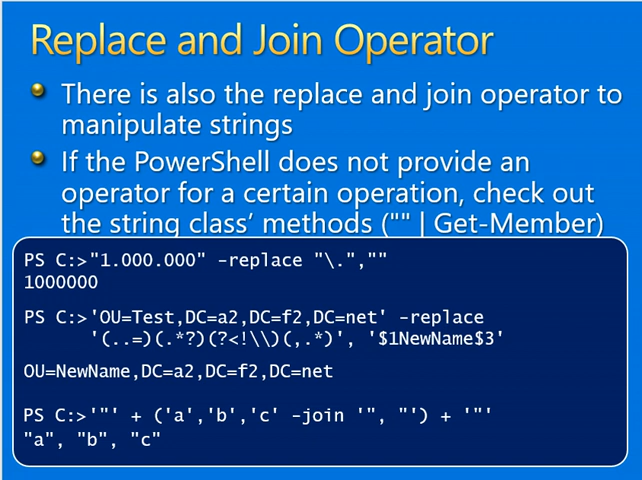 Replace and Join Operator
There is also the replace and join operator to
manipulate strings
If the PowerShell does not provide an
operator for a certain operation, check out
the string class’ methods ("" | Get-Member)
PS C:>"1.000.000" -replace "\.",""
1000000
PS C:>'OU=Test,DC=a2,DC=f2,DC=net' -replace
'(..=)(.*?)(?<!\\)(,.*)', '$1NewName$3'
OU=NewName,DC=a2,DC=f2,DC=net
PS C:>'"' + ('a','b','c' -join '", "') + '"'
"a", "b", "c"